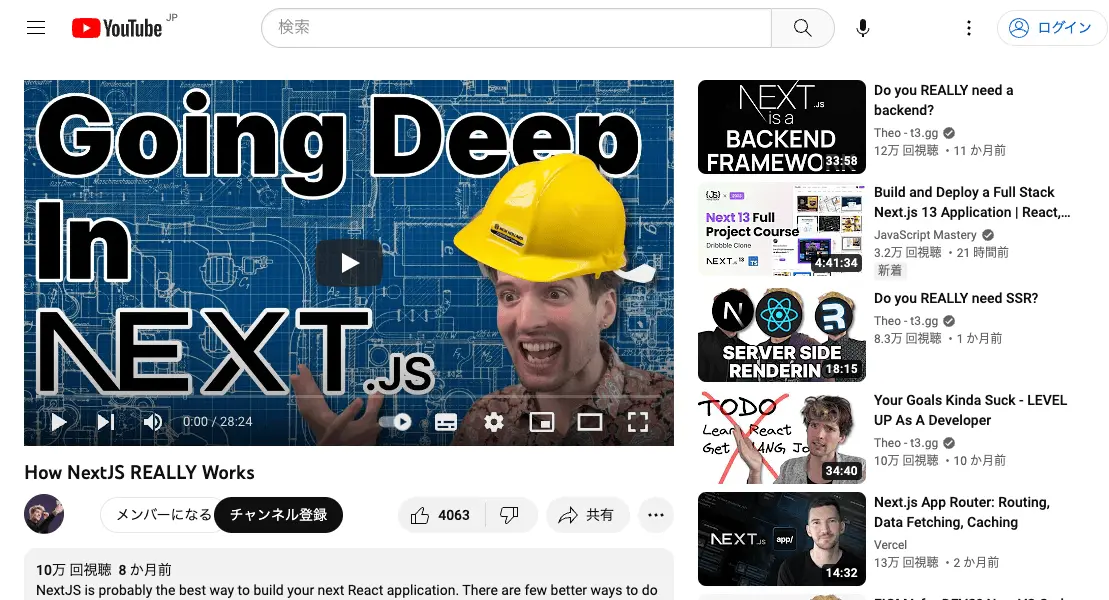 YouTube JP
検索
ログイン
Going Deep
In
NEXT.JS
0:00 / 28:24
How NextJS REALLY Works
メンバーになる
チャンネル登録
4063
共有
10万 回視聴 8 か月前
NextJS is probably the best way to build your next React application. There are few better ways to do
NEXT.JS
is a
BACKEND
FRAMEWO
33:58
Do you REALLY need a
backend?
Theo - t3.gg
12万 回視聴 ・11 か月前
Next 13 Full
Project Course
Dribbble Clone
NEXT.JS 13
TS
4:41:34
Build and Deploy a Full Stack
Next.js 13 Application | React,…
JavaScript Mastery
3.2万 回視聴 ・21 時間前
新着
SERVER SIDE
RENDERIN
18:15
Do you REALLY need SSR?
Theo - t3.gg
8.3万 回視聴 ・1 か月前
TODO
Learn React
Get
Jo
34:40
Your Goals Kinda Suck - LEVEL
UP As A Developer
Theo - t3.gg
10万 回視聴 ・10 か月前
NEXT.JS
app/
14:32
Next.js App Router: Routing,
Data Fetching, Caching
Vercel
13万 回視聴 ・2 か月前